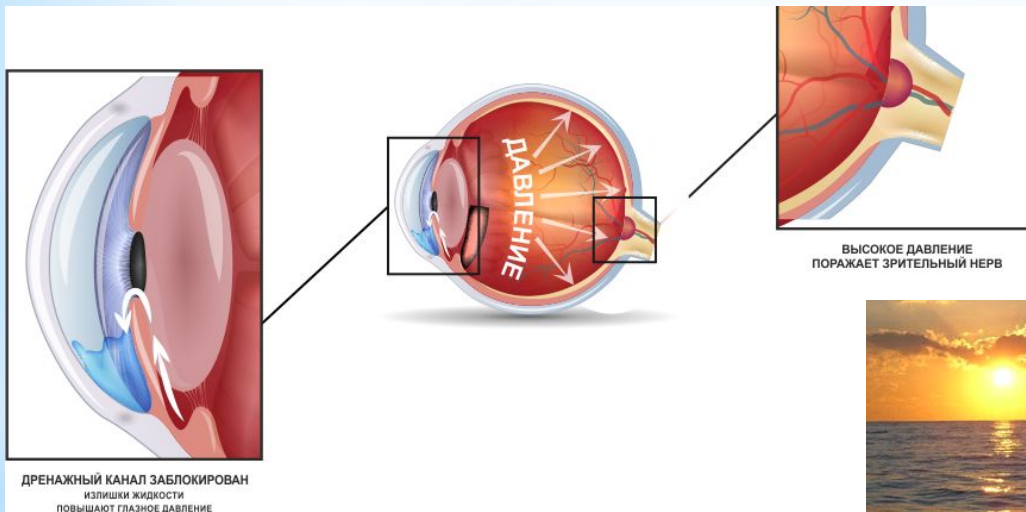 ДАВЛЕНИЕ
ВЫСОКОЕ ДАВЛЕНИЕ
ПОРАЖАЕТ ЗРИТЕЛЬНЫЙ НЕРВ
ДРЕНАЖНЫЙ КАНАЛ ЗАБЛОКИРОВАН
ИЗЛИШКИ ЖИДКОСТИ
ПОВЫШАЮТ ГЛАЗНОЕ ДАВЛЕНИЕ